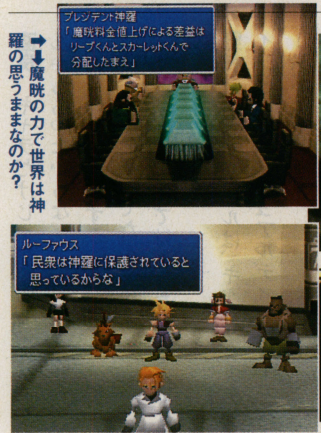 プレジデント神羅
「魔晄料金値上げによる差益は
リーブくんとスカーレットくんで
分配したまえ」
➡⬇魔晄の力で世界は神
羅の思うままなのか?
ルーファウス
「民衆は神羅に保護されていると
思っているからな」